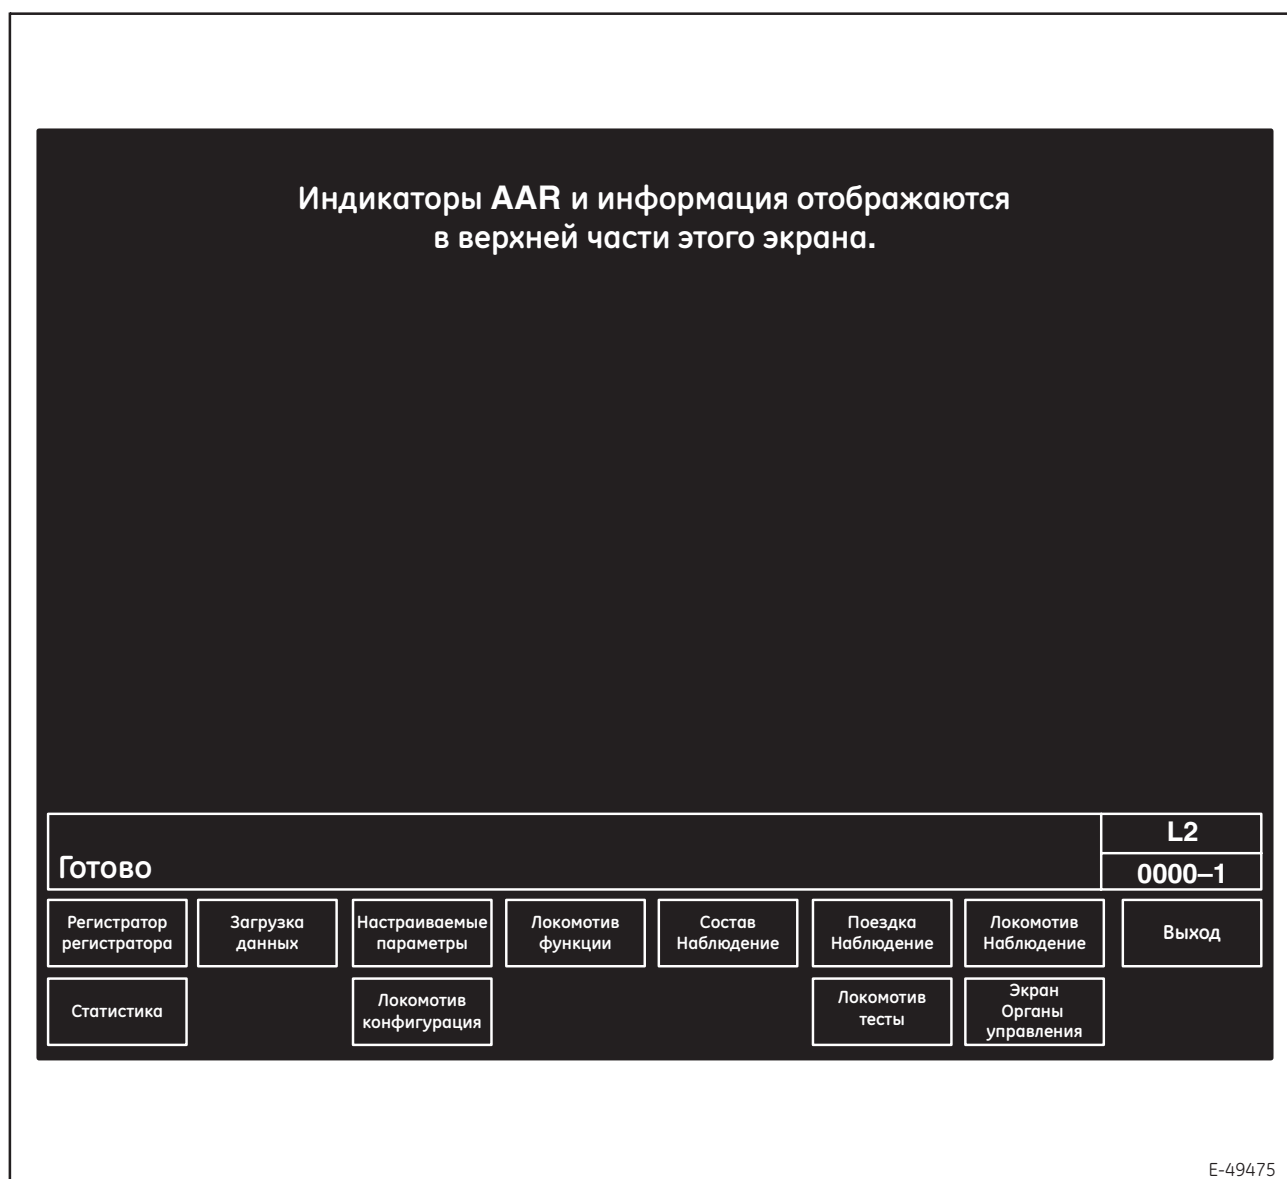 Индикаторы AAR и информация отображаются
в верхней части этого экрана.
Готово
L2
0000–1
Регистратор
регистратора
Загрузка
данных
Настраиваемые
параметры
Локомотив
функции
Состав
Наблюдение
Поездка
Наблюдение
Локомотив
Наблюдение
Выход
Статистика
Локомотив
конфигурация
Локомотив
тесты
Экран
Органы
управления
E-49475